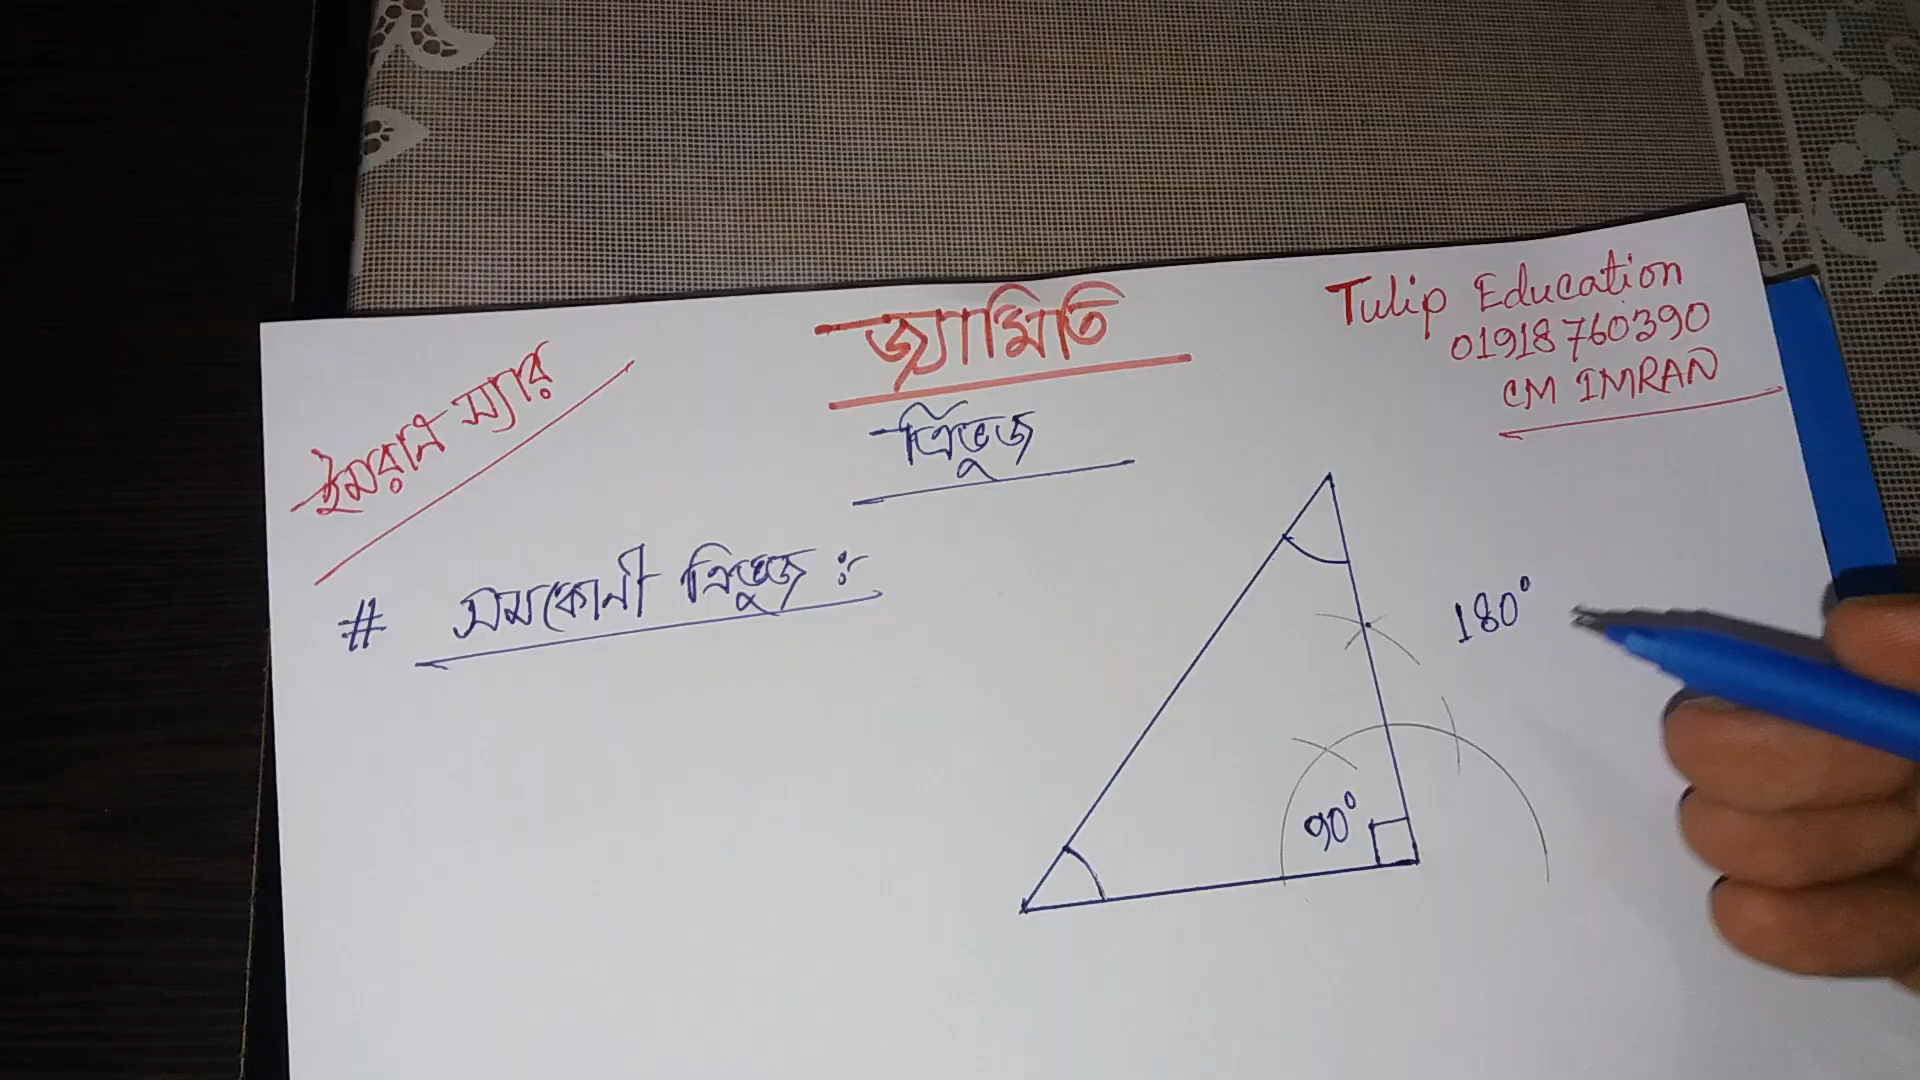 জ্যামিতি
Tulip Education
01918760390
CM IMRAN
ইমরান স্যার
ত্রিভুজ
# সমকোনী ত্রিভুজ :
180°
90°